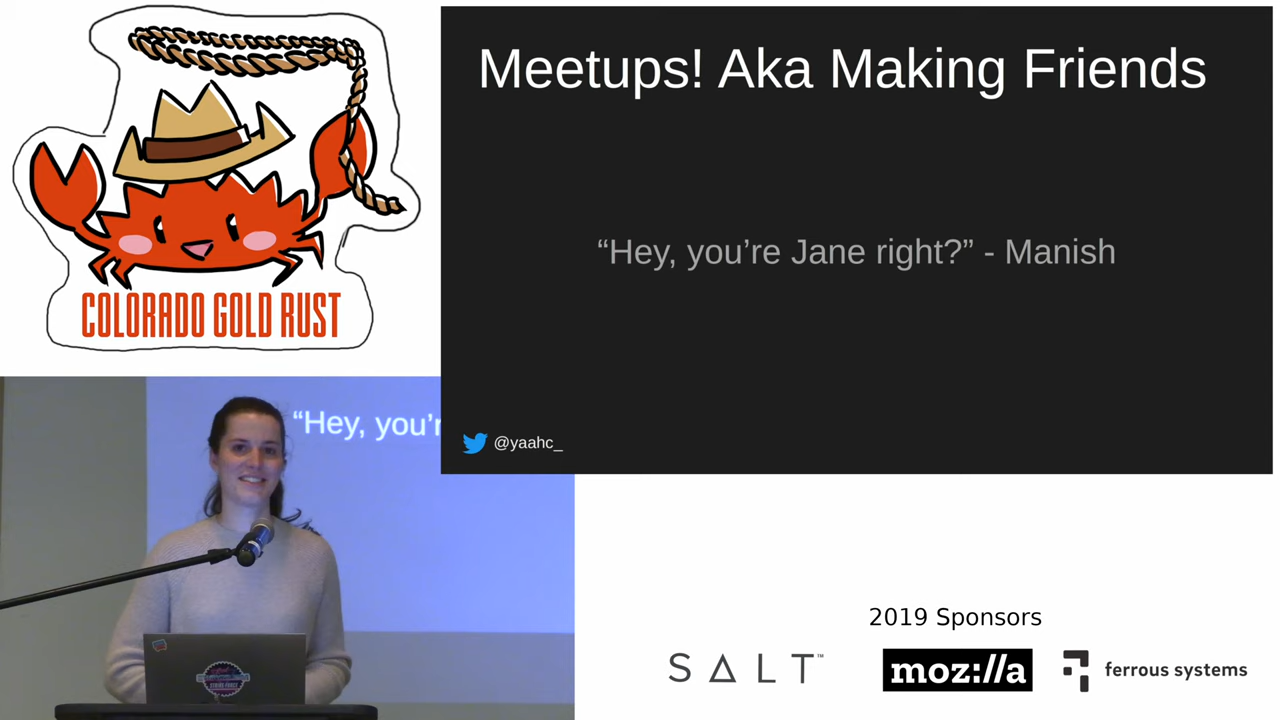 COLORADO GOLD RUST
Meetups! Aka Making Friends
“Hey, you’re Jane right?” - Manish
@yaahc_
“Hey, you’r
2019 Sponsors
SALT™
moz://a
ferrous systems